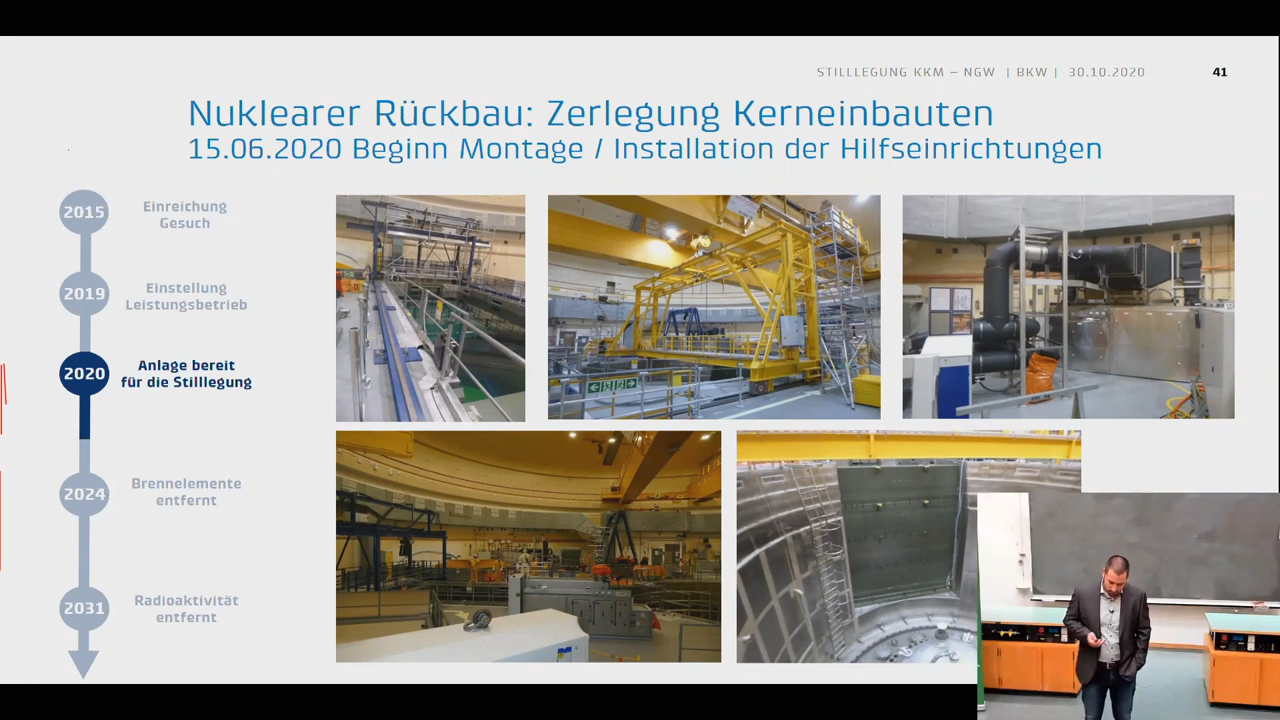 STILLLEGUNG KKM – NGW | BKW | 30.10.2020 41
Nuklearer Rückbau: Zerlegung Kerneinbauten
15.06.2020 Beginn Montage / Installation der Hilfseinrichtungen
2015 Einreichung
Gesuch
2019 Einstellung
Leistungsbetrieb
2020 Anlage bereit
für die Stilllegung
2024 Brennelemente
entfernt
2031 Radioaktivität
entfernt